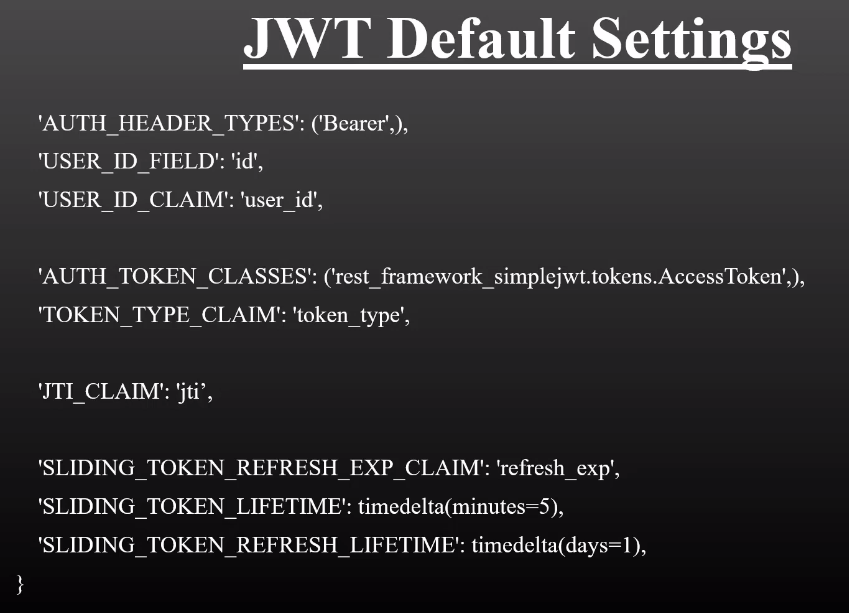 JWT Default Settings
'AUTH_HEADER_TYPES': ('Bearer',),
'USER_ID_FIELD': 'id',
'USER_ID_CLAIM': 'user_id',
'AUTH_TOKEN_CLASSES': ('rest_framework_simplejwt.tokens.AccessToken',),
'TOKEN_TYPE_CLAIM': 'token_type',
'JTI_CLAIM': 'jti’,
'SLIDING_TOKEN_REFRESH_EXP_CLAIM': 'refresh_exp',
'SLIDING_TOKEN_LIFETIME': timedelta(minutes=5),
'SLIDING_TOKEN_REFRESH_LIFETIME': timedelta(days=1),
}